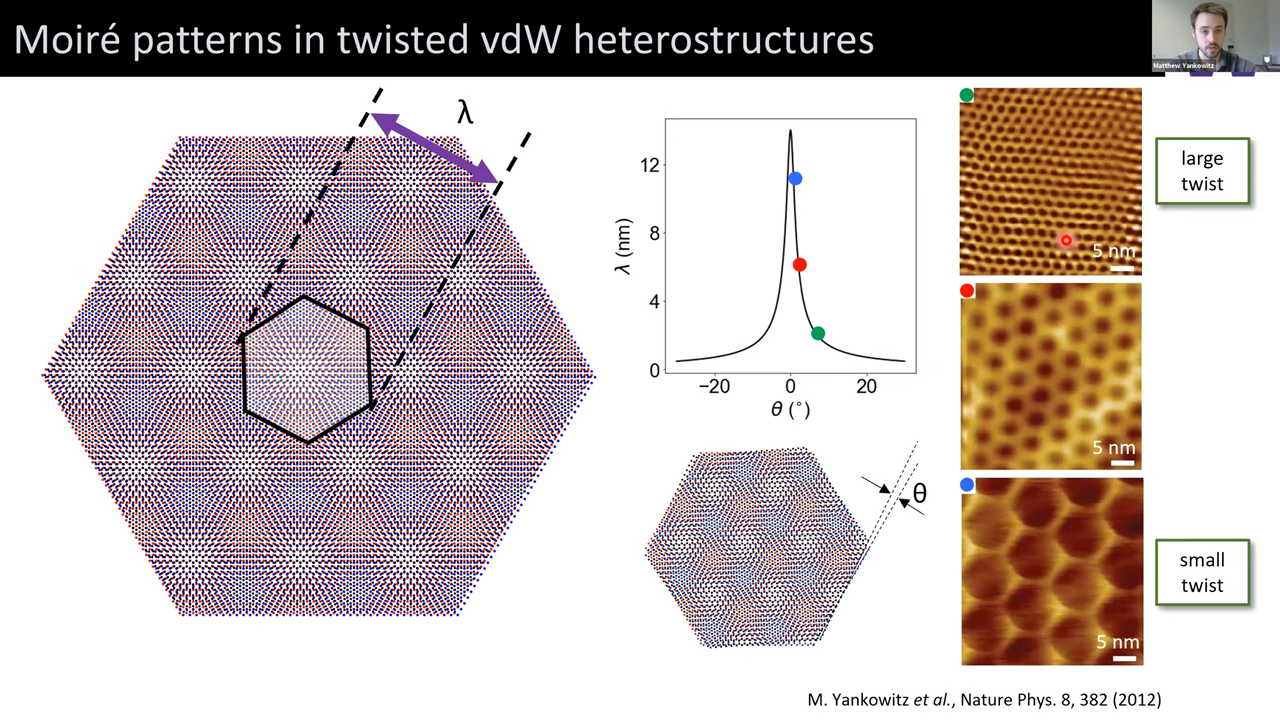 Moiré patterns in twisted vdW heterostructures
Matthew Yankowitz
λ
λ (nm)
12
8
4
0
−20
0
20
θ (°)
θ
5 nm
5 nm
5 nm
large
twist
small
twist
M. Yankowitz et al., Nature Phys. 8, 382 (2012)